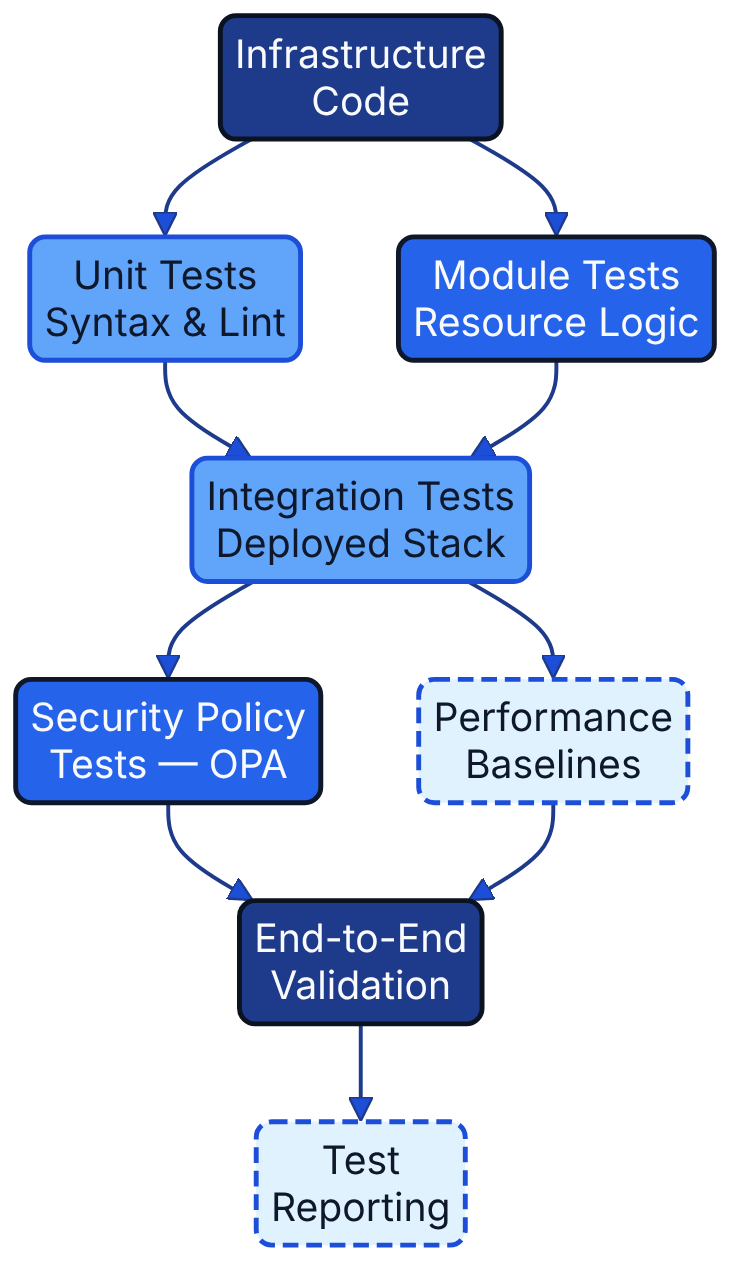 Infrastructure
Code
Unit Tests
Syntax & Lint
Module Tests
Resource Logic
Integration Tests
Deployed Stack
Security Policy
Tests — OPA
Performance
Baselines
End-to-End
Validation
Test
Reporting